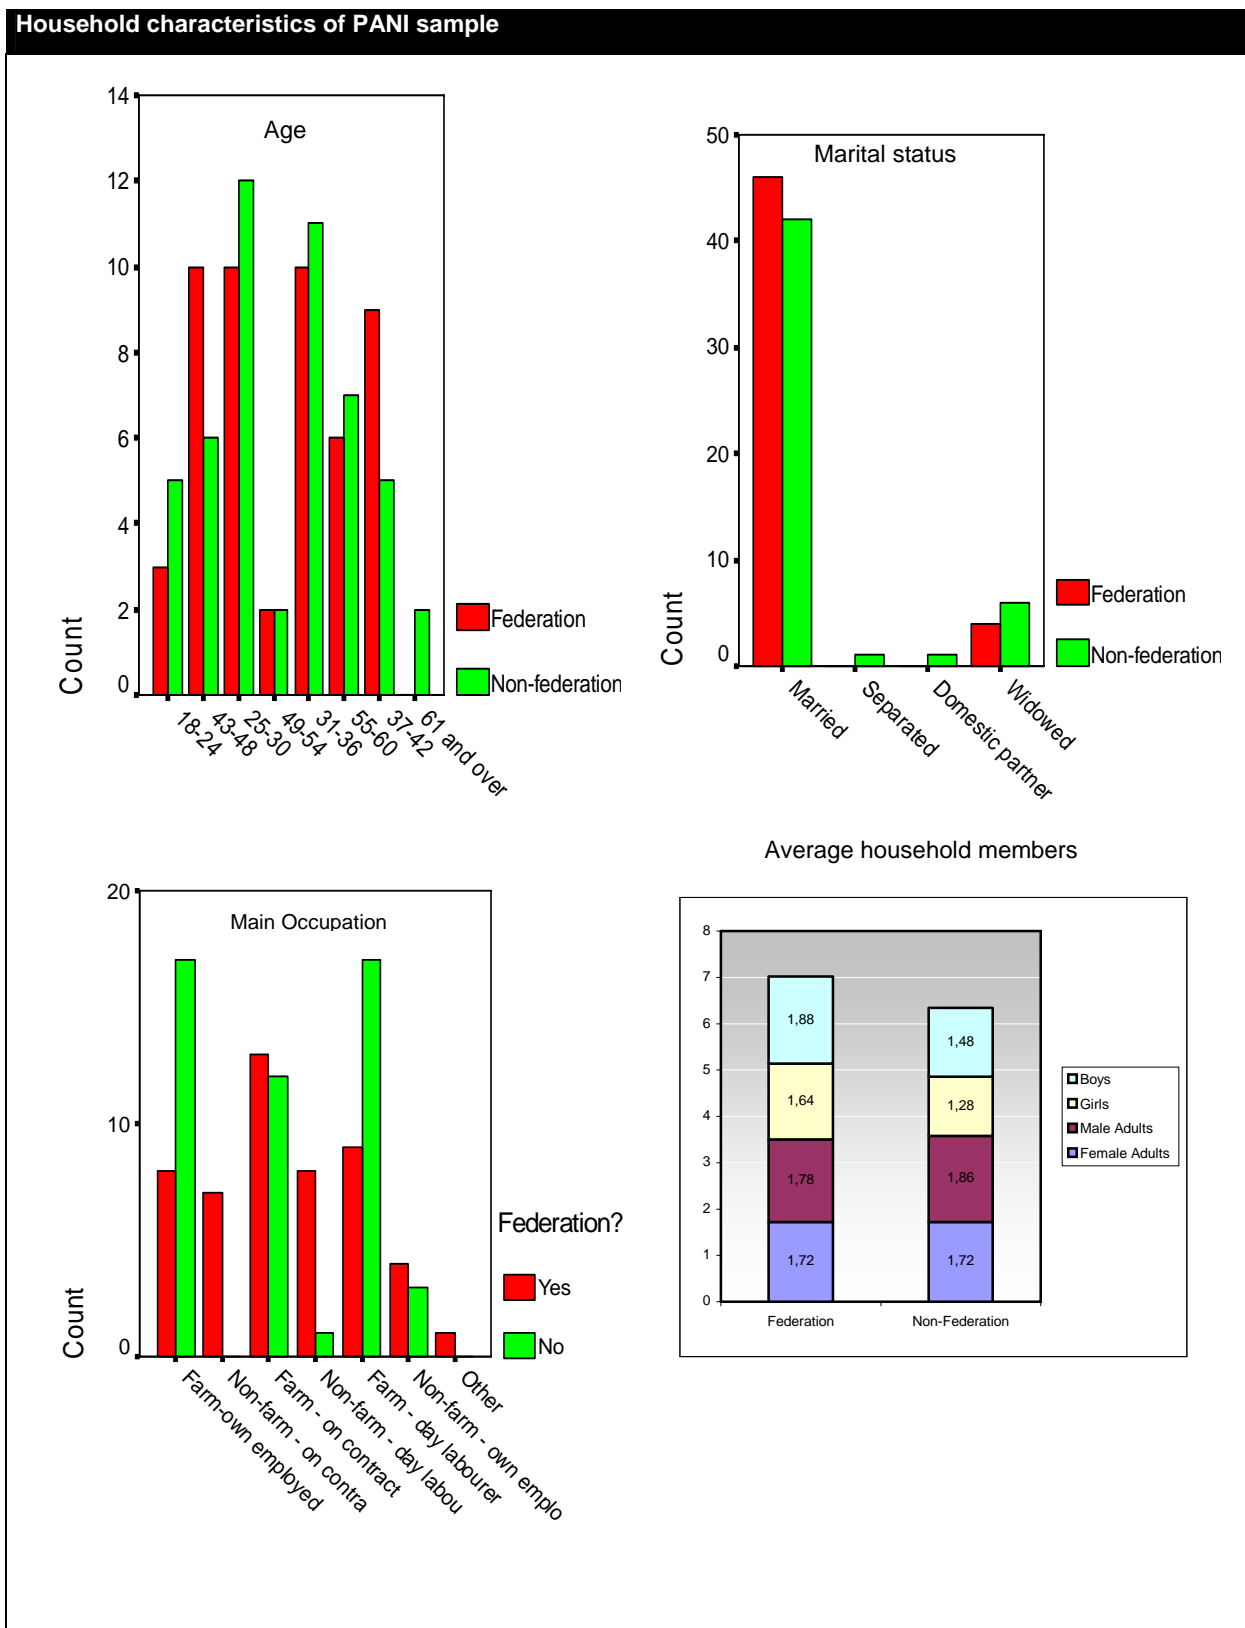 Household characteristics of PANI sample
Age
14
12
10
8
6
4
2
0
Count
18-24
43-48
25-30
49-54
31-36
55-60
37-42
61 and over
Federation
Non-federation
Marital status
50
40
30
20
10
0
Count
Married
Separated
Domestic partner
Widowed
Federation
Non-federation
Main Occupation
20
10
0
Count
Farm-own employed
Non-farm - on contra
Farm - on contract
Non-farm - day labou
Farm - day labourer
Non-farm - own emplo
Other
Federation?
Yes
No
Average household members
8
7
6
5
4
3
2
1
0
1,88
1,64
1,78
1,72
1,48
1,28
1,86
1,72
Federation
Non-Federation
Boys
Girls
Male Adults
Female Adults